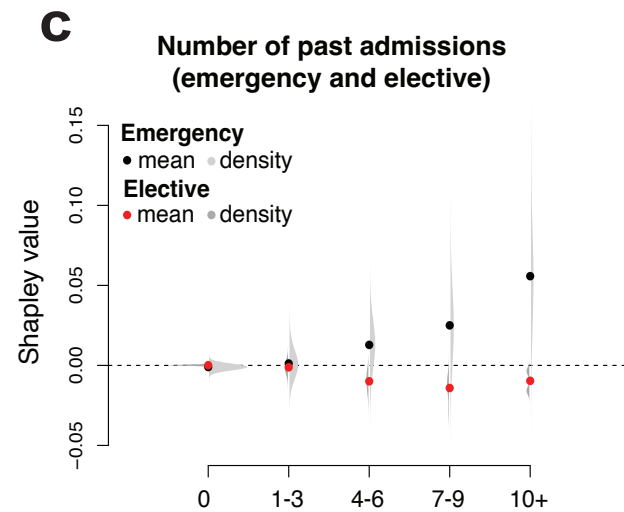 C
Number of past admissions
(emergency and elective)
Shapley value
0.15
0.10
0.05
0.00
−0.05
Emergency
mean density
Elective
mean density
0 1-3 4-6 7-9 10+